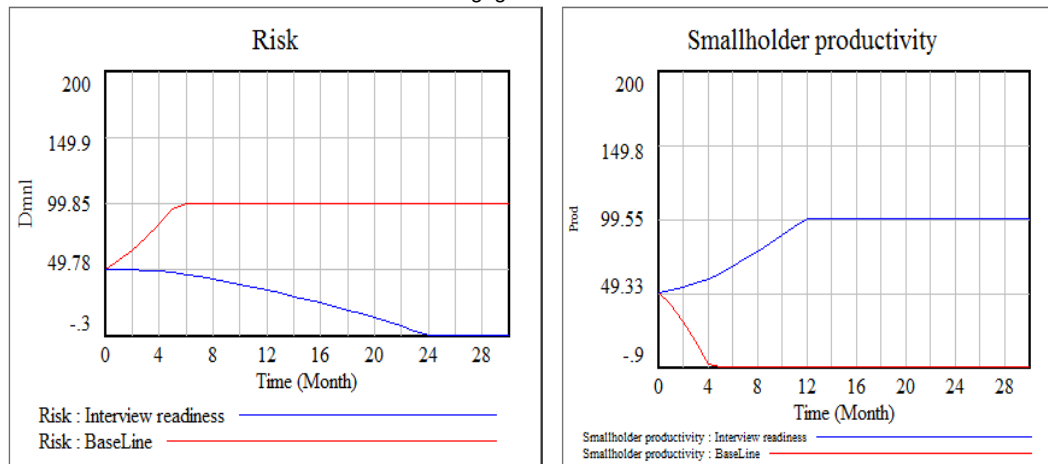 Risk
200
149.9
99.85
49.78
-.3
Dmnl
0 4 8 12 16 20 24 28
Time (Month)
Risk : Interview readiness
Risk : BaseLine
Smallholder productivity
200
149.8
99.55
49.33
-.9
Prod
0 4 8 12 16 20 24 28
Time (Month)
Smallholder productivity : Interview readiness
Smallholder productivity : BaseLine